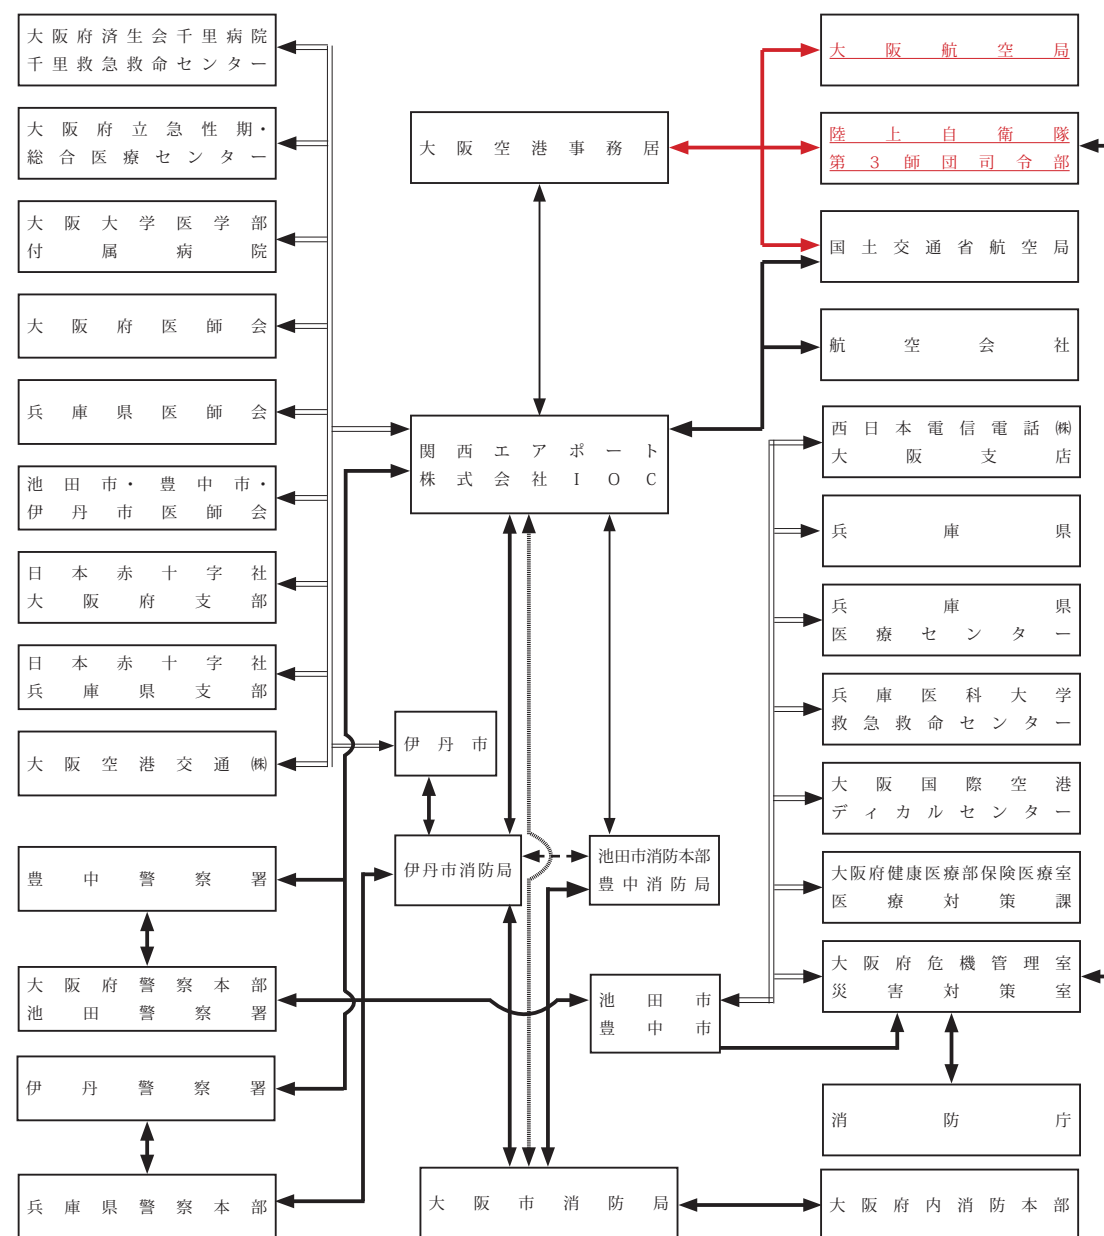 大阪府済生会千里病院
千里救急救命センター
大阪府立急性期・
総合医療センター
大阪大学医学部
付属病院
大阪府医師会
兵庫県医師会
池田市・豊中市・
伊丹市医師会
日本赤十字社
大阪府支部
日本赤十字社
兵庫県支部
大阪空港交通㈱
豊中警察署
大阪府警察本部
池田警察署
伊丹警察署
兵庫県警察本部
大阪空港事務居
関西エアポート
株式会社IOC
伊丹市
伊丹市消防局
池田市消防本部
豊中消防局
池田市
豊中市
大阪市消防局
大阪航空局
陸上自衛隊
第3師団司令部
国土交通省航空局
航空会社
西日本電信電話㈱
大阪支店
兵庫県
兵庫県
医療センター
兵庫医科大学
救急救命センター
大阪国際空港
ディカルセンター
大阪府健康医療部保険医療室
医療対策課
大阪府危機管理室
災害対策室
消防庁
大阪府内消防本部